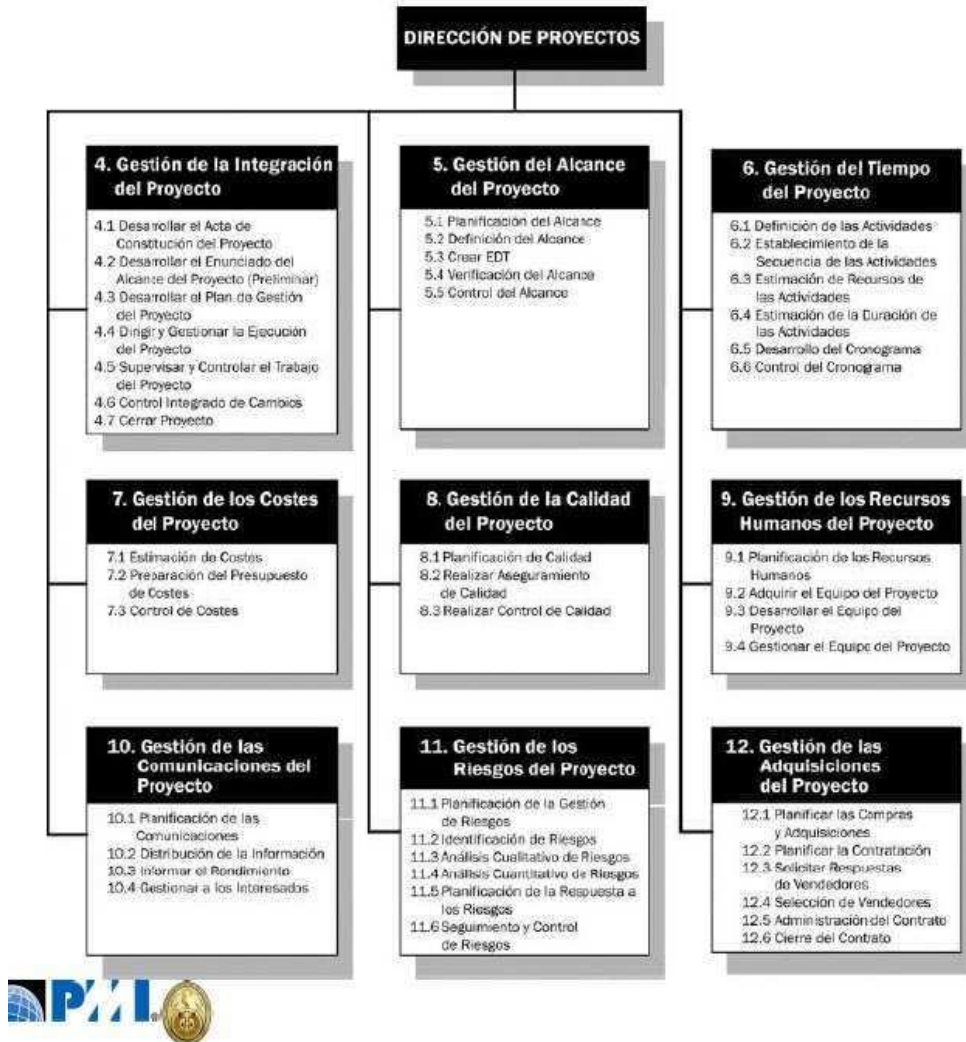 DIRECCIÓN DE PROYECTOS
4. Gestión de la Integración
del Proyecto
4.1 Desarrollar el Acta de
Constitución del Proyecto
4.2 Desarrollar el Enunciado del
Alcance del Proyecto (Preliminar)
4.3 Desarrollar el Plan de Gestión
del Proyecto
4.4 Dirigir y Gestionar la Ejecución
del Proyecto
4.5 Supervisar y Controlar el Trabajo
del Proyecto
4.6 Control Integrado de Cambios
4.7 Cerrar Proyecto
5. Gestión del Alcance
del Proyecto
5.1 Planificación del Alcance
5.2 Definición del Alcance
5.3 Crear EDT
5.4 Verificación del Alcance
5.5 Control del Alcance
6. Gestión del Tiempo
del Proyecto
6.1 Definición de las Actividades
6.2 Establecimiento de la
Secuencia de las Actividades
6.3 Estimación de Recursos de
las Actividades
6.4 Estimación de la Duración de
las Actividades
6.5 Desarrollo del Cronograma
6.6 Control del Cronograma
7. Gestión de los Costes
del Proyecto
7.1 Estimación de Costes
7.2 Preparación del Presupuesto
de Costes
7.3 Control de Costes
8. Gestión de la Calidad
del Proyecto
8.1 Planificación de Calidad
8.2 Realizar Aseguramiento
de Calidad
8.3 Realizar Control de Calidad
9. Gestión de los Recursos
Humanos del Proyecto
9.1 Planificación de los Recursos
Humanos
9.2 Adquirir el Equipo del Proyecto
9.3 Desarrollar el Equipo del
Proyecto
9.4 Gestionar el Equipo del Proyecto
10. Gestión de las
Comunicaciones del
Proyecto
10.1 Planificación de las
Comunicaciones
10.2 Distribución de la Información
10.3 Informar el Rendimiento
10.4 Gestionar a los Interesados
11. Gestión de los
Riesgos del Proyecto
11.1 Planificación de la Gestión
de Riesgos
11.2 Identificación de Riesgos
11.3 Análisis Cualitativo de Riesgos
11.4 Análisis Cuantitativo de Riesgos
11.5 Planificación de la Respuesta a
los Riesgos
11.6 Seguimiento y Control
de Riesgos
12. Gestión de las
Adquisiciones
del Proyecto
12.1 Planificar las Compras
y Adquisiciones
12.2 Planificar la Contratación
12.3 Solicitar Respuestas
de Vendedores
12.4 Selección de Vendedores
12.5 Administración del Contrato
12.6 Cierre del Contrato
PMI